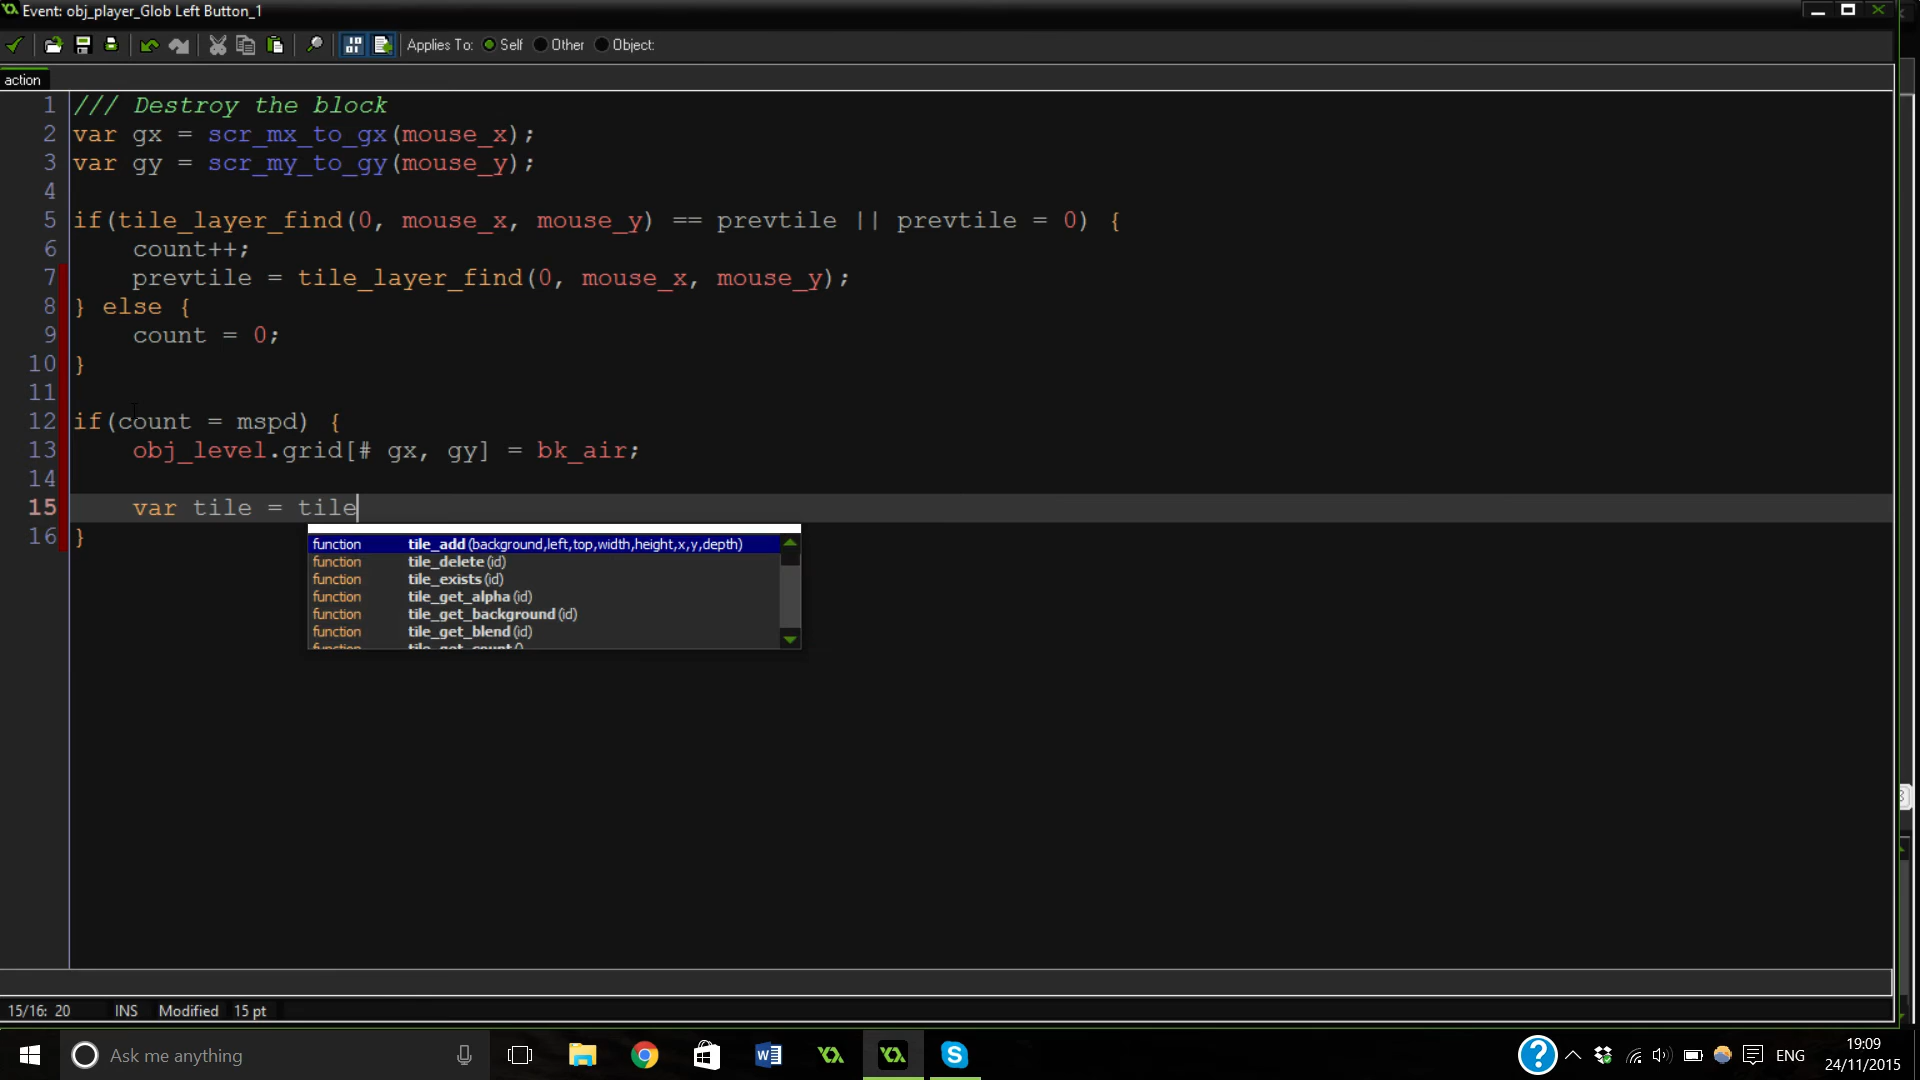 Event: obj_player_Glob Left Button_1
Applies To: Self Other Object:
action
1 /// Destroy the block
2 var gx = scr_mx_to_gx(mouse_x);
3 var gy = scr_my_to_gy(mouse_y);
4
5 if(tile_layer_find(0, mouse_x, mouse_y) == prevtile || prevtile = 0) {
6 count++;
7 prevtile = tile_layer_find(0, mouse_x, mouse_y);
8 } else {
9 count = 0;
10 }
11
12 if(count = mspd) {
13 obj_level.grid[# gx, gy] = bk_air;
14
15 var tile = tile
16 }
function tile_add(background,left,top,width,height,x,y,depth)
function tile_delete(id)
function tile_exists(id)
function tile_get_alpha(id)
function tile_get_background(id)
function tile_get_blend(id)
function tile_get_count()
15/16: 20 INS Modified 15 pt
Ask me anything
ENG
19:09
24/11/2015